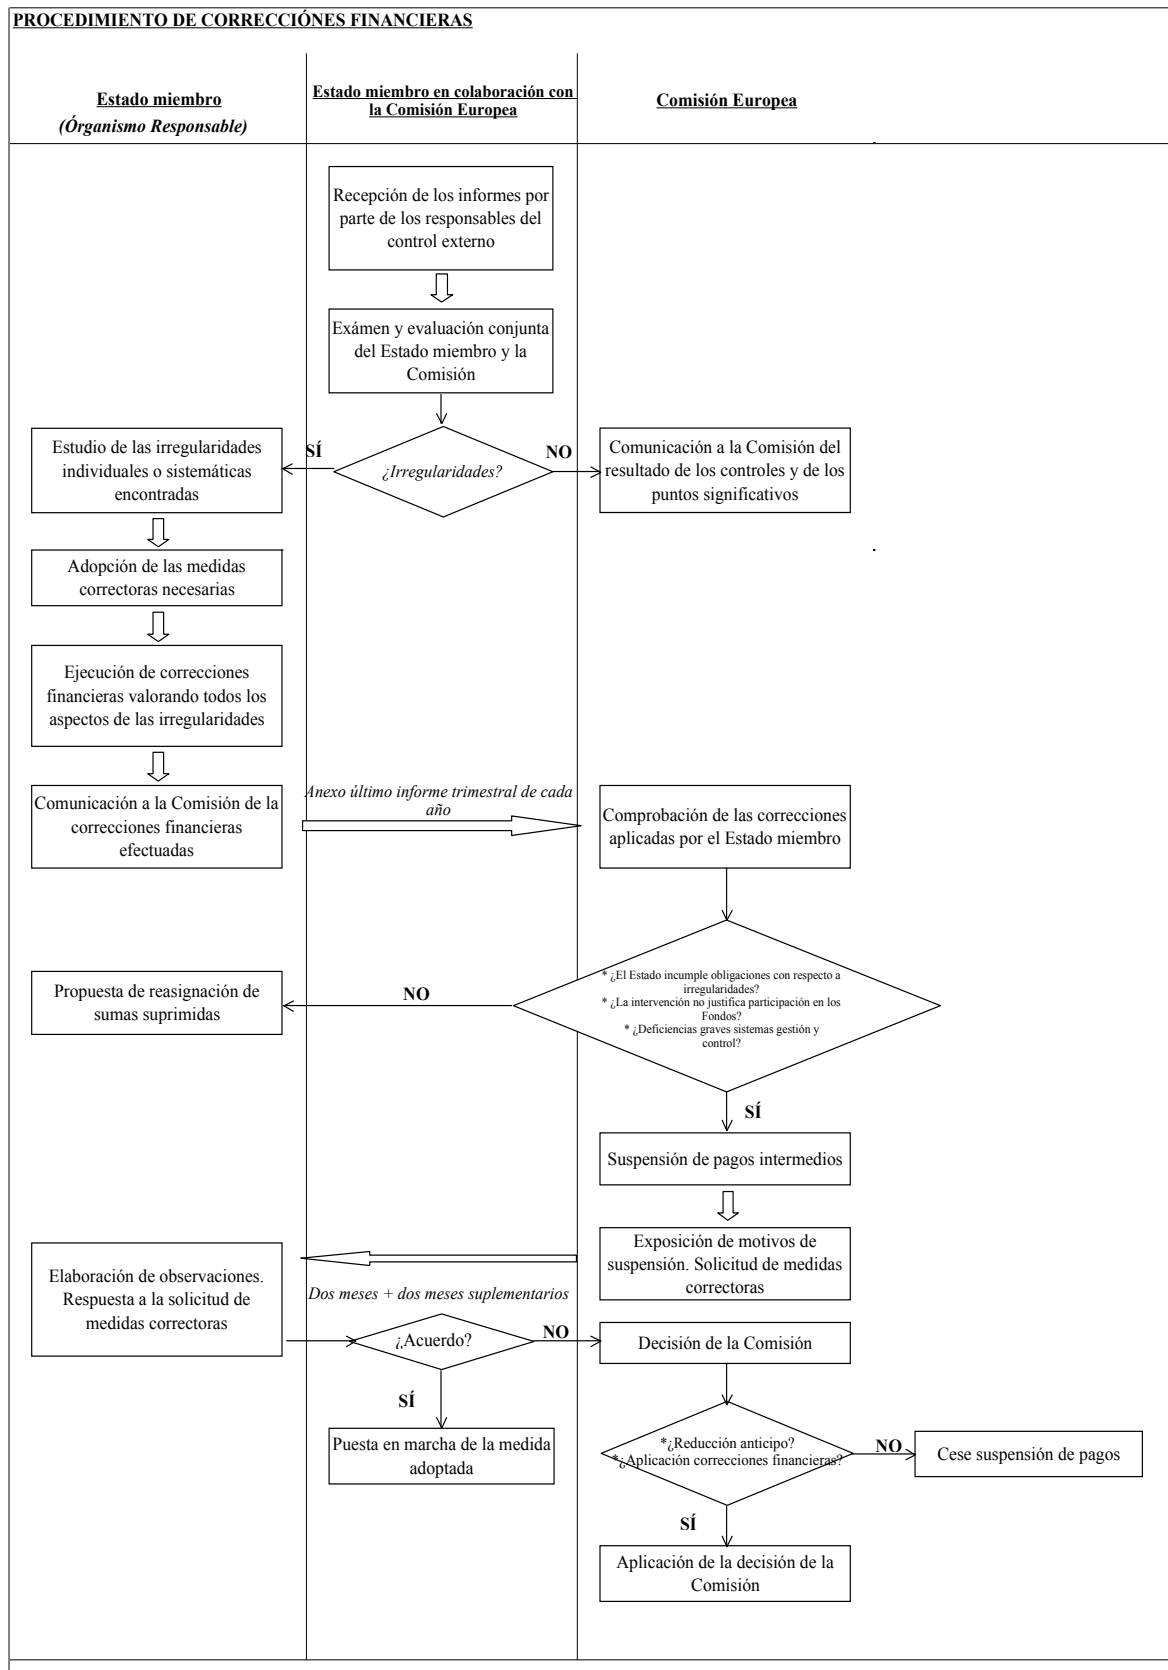 PROCEDIMIENTO DE CORRECCIÓNES FINANCIERAS
Estado miembro
(Órganismo Responsable)
Estado miembro en colaboración con
la Comisión Europea
Comisión Europea
Recepción de los informes por
parte de los responsables del
control externo
Exámen y evaluación conjunta
del Estado miembro y la
Comisión
Estudio de las irregularidades
individuales o sistemáticas
encontradas
SÍ
¿Irregularidades?
NO
Comunicación a la Comisión del
resultado de los controles y de los
puntos significativos
Adopción de las medidas
correctoras necesarias
Ejecución de correcciones
financieras valorando todos los
aspectos de las irregularidades
Comunicación a la Comisión de la
correcciones financieras
efectuadas
Anexo último informe trimestral de cada
año
Comprobación de las correcciones
aplicadas por el Estado miembro
* ¿El Estado incumple obligaciones con respecto a
irregularidades?
* ¿La intervención no justifica participación en los
Fondos?
* ¿Deficiencias graves sistemas gestión y
control?
NO
Propuesta de reasignación de
sumas suprimidas
SÍ
Suspensión de pagos intermedios
Exposición de motivos de
suspensión. Solicitud de medidas
correctoras
Elaboración de observaciones.
Respuesta a la solicitud de
medidas correctoras
Dos meses + dos meses suplementarios
¿Acuerdo?
NO
Decisión de la Comisión
SÍ
Puesta en marcha de la medida
adoptada
*¿Reducción anticipo?
*¿Aplicación correcciones financieras?
NO
Cese suspensión de pagos
SÍ
Aplicación de la decisión de la
Comisión